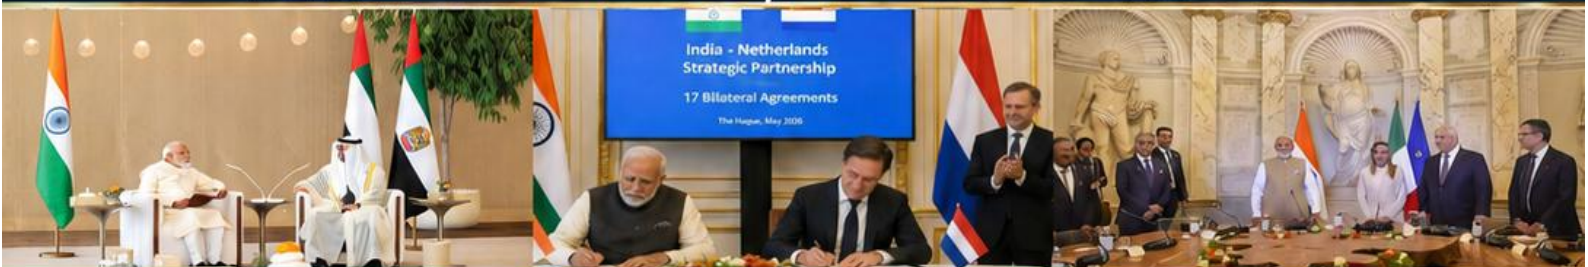 India - Netherlands
Strategic Partnership
17 Bilateral Agreements
The Hague, May 2026